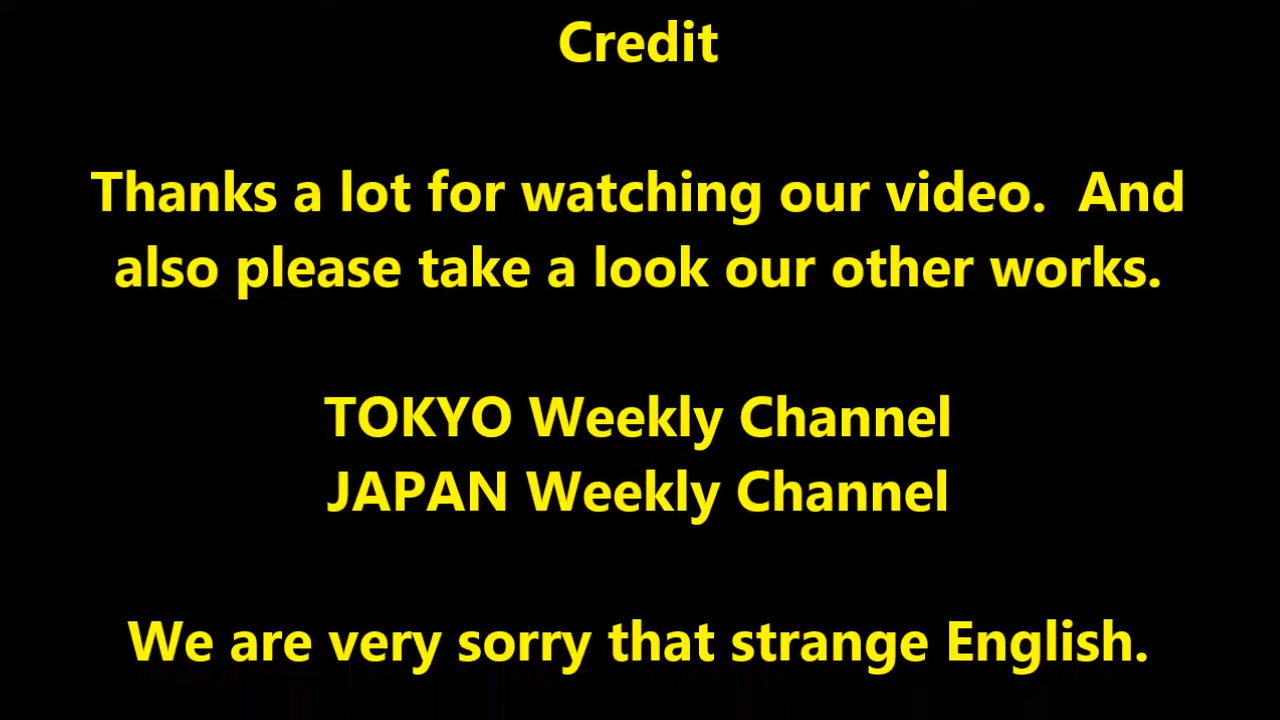 Credit
Thanks a lot for watching our video.  And
also please take a look our other works.
TOKYO Weekly Channel
JAPAN Weekly Channel
We are very sorry that strange English.